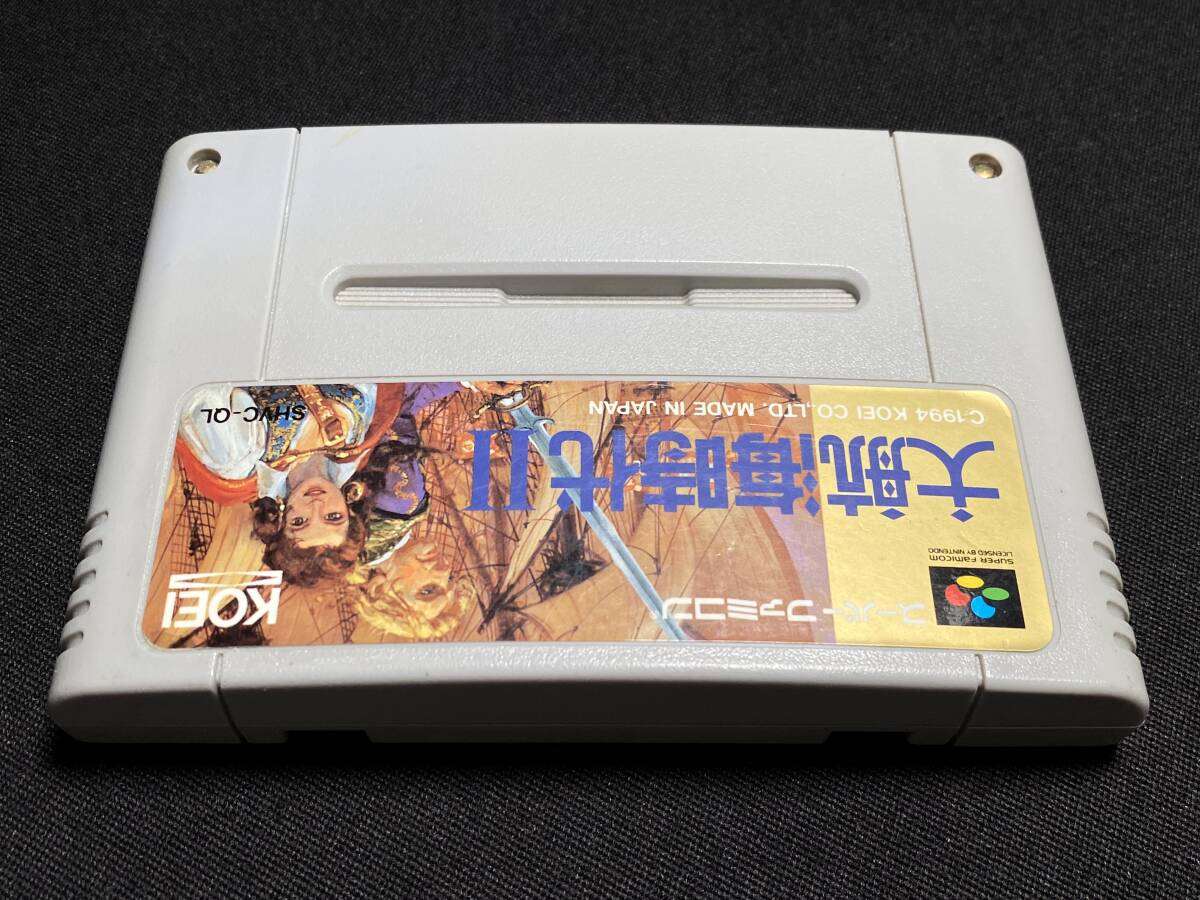 スーパーファミコン
SUPER FAMICOM
LICENSED BY NINTENDO
KOEI
大航海時代II
C1994 KOEI CO.,LTD. MADE IN JAPAN
SHVC-QL